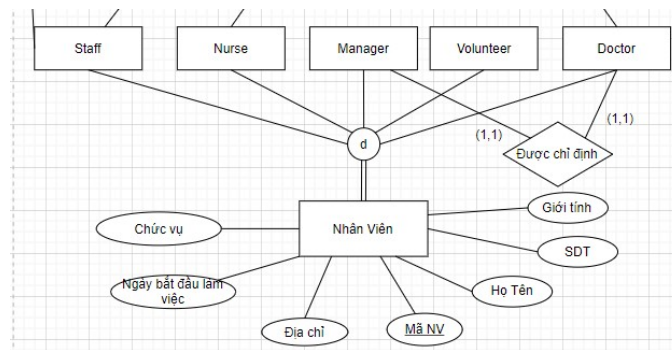 Staff
Nurse
Manager
Volunteer
Doctor
(1,1)
(1,1)
d
Được chỉ định
Nhân Viên
Chức vụ
Giới tính
SDT
Ngày bắt đầu làm
việc
Họ Tên
Địa chỉ
Mã NV